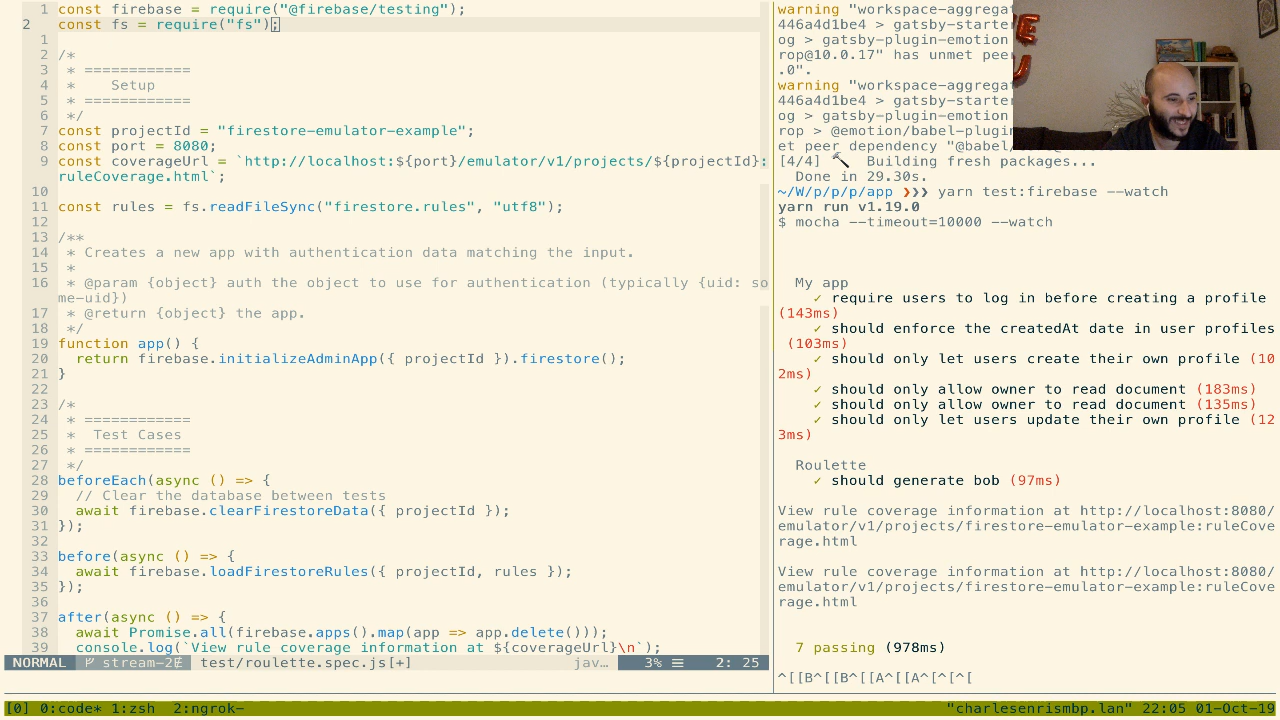 1 const firebase = require("@firebase/testing");
2 const fs = require("fs");
1
2 /*
3  * ============
4  *    Setup
5  * ============
6  */
7 const projectId = "firestore-emulator-example";
8 const port = 8080;
9 const coverageUrl = `http://localhost:${port}/emulator/v1/projects/${projectId}:
ruleCoverage.html`;
10
11 const rules = fs.readFileSync("firestore.rules", "utf8");
12
13 /**
14  * Creates a new app with authentication data matching the input.
15  *
16  * @param {object} auth the object to use for authentication (typically {uid: so
me-uid})
17  * @return {object} the app.
18  */
19 function app() {
20   return firebase.initializeAdminApp({ projectId }).firestore();
21 }
22
23 /*
24  * ============
25  *  Test Cases
26  * ============
27  */
28 beforeEach(async () => {
29   // Clear the database between tests
30   await firebase.clearFirestoreData({ projectId });
31 });
32
33 before(async () => {
34   await firebase.loadFirestoreRules({ projectId, rules });
35 });
36
37 after(async () => {
38   await Promise.all(firebase.apps().map(app => app.delete()));
39   console.log(`View rule coverage information at ${coverageUrl}\n`);
NORMAL stream-2 test/roulette.spec.js[+] jav… 3% ☰ 2: 25
warning "workspace-aggregat
446a4d1be4 > gatsby-starter
og > gatsby-plugin-emotion
rop@10.0.17" has unmet peer
.0".
warning "workspace-aggregat
446a4d1be4 > gatsby-starter
og > gatsby-plugin-emotion
rop > @emotion/babel-plugin
et peer dependency "@babel/
[4/4] 🔨  Building fresh packages...
Done in 29.30s.
~/W/p/p/p/app ❯❯❯ yarn test:firebase --watch
yarn run v1.19.0
$ mocha --timeout=10000 --watch
My app
✓ require users to log in before creating a profile
(143ms)
✓ should enforce the createdAt date in user profiles
(103ms)
✓ should only let users create their own profile (10
2ms)
✓ should only allow owner to read document (183ms)
✓ should only allow owner to read document (135ms)
✓ should only let users update their own profile (12
3ms)
Roulette
✓ should generate bob (97ms)
View rule coverage information at http://localhost:8080/
emulator/v1/projects/firestore-emulator-example:ruleCove
rage.html
View rule coverage information at http://localhost:8080/
emulator/v1/projects/firestore-emulator-example:ruleCove
rage.html
7 passing (978ms)
^[[B^[[B^[[A^[[A^[^[^[
E
[0] 0:code* 1:zsh  2:ngrok- "charlesenrismbp.lan" 22:05 01-Oct-19